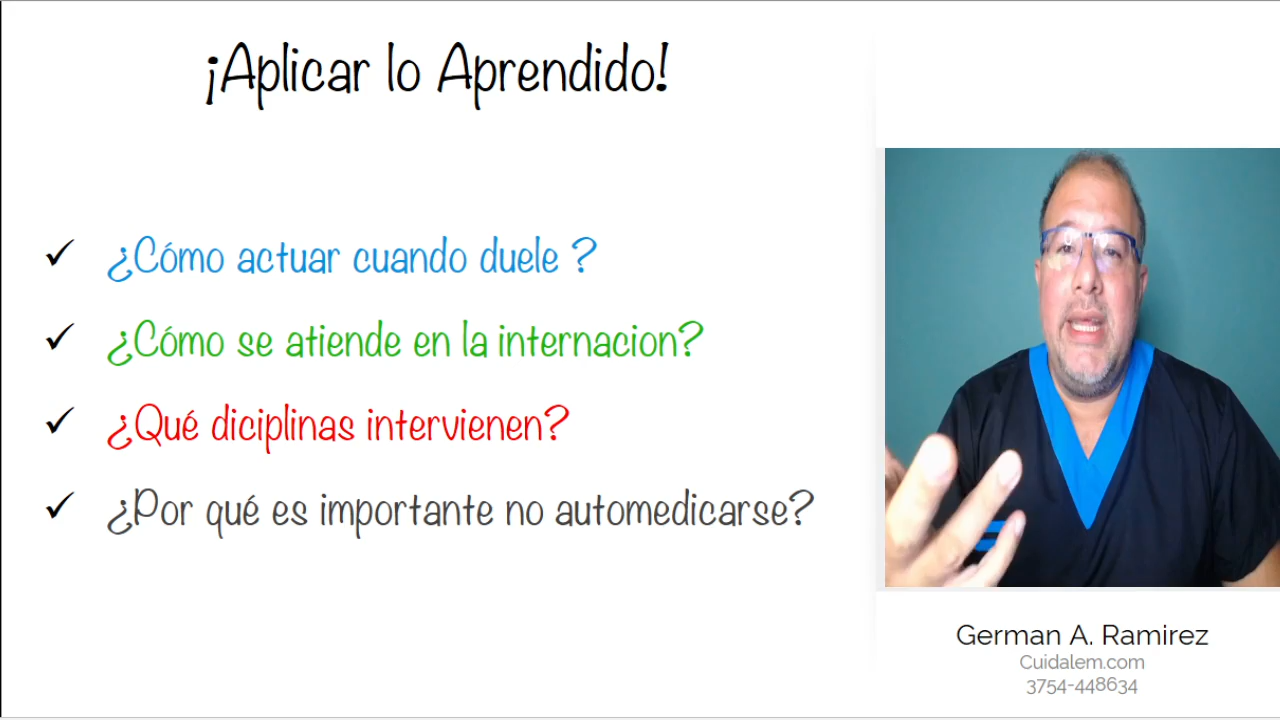 ¡Aplicar lo Aprendido!
✓ ¿Cómo actuar cuando duele ?
✓ ¿Cómo se atiende en la internacion?
✓ ¿Qué diciplinas intervienen?
✓ ¿Por qué es importante no automedicarse?
German A. Ramirez
Cuidalem.com
3754-448634